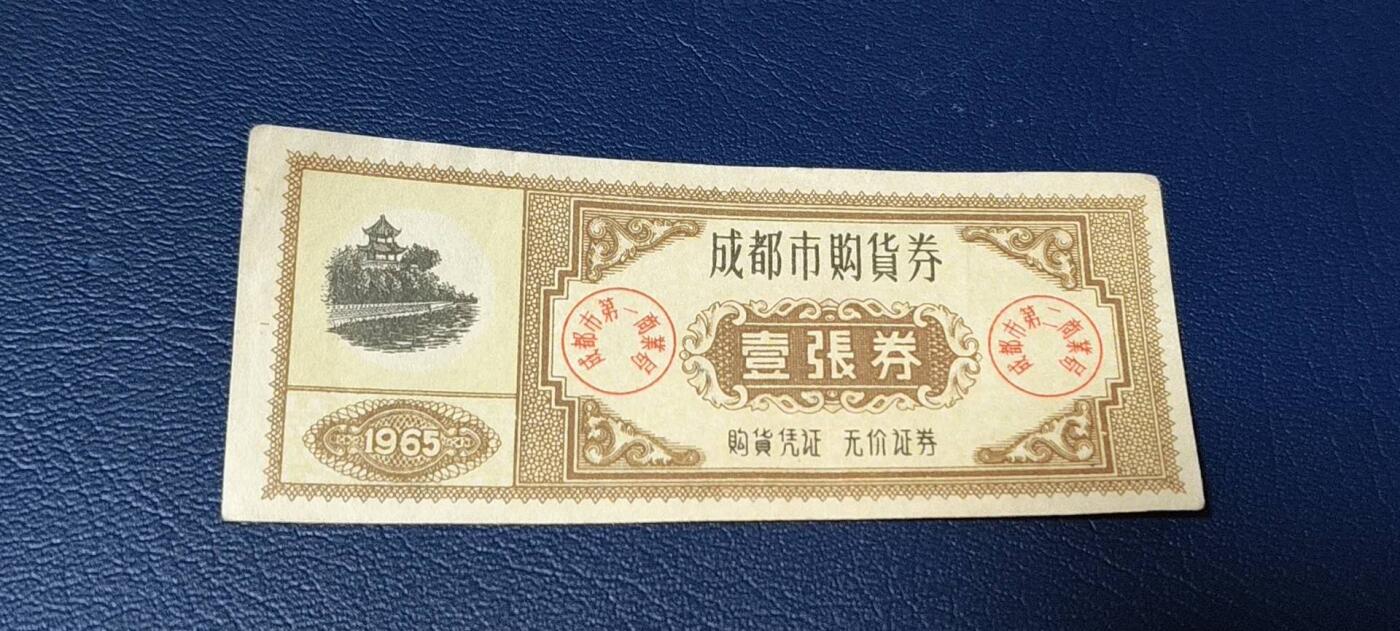 成都市购貨券
成都市第一商業局
壹張券
成都市第二商業局
购貨凭证 无价证券
1965